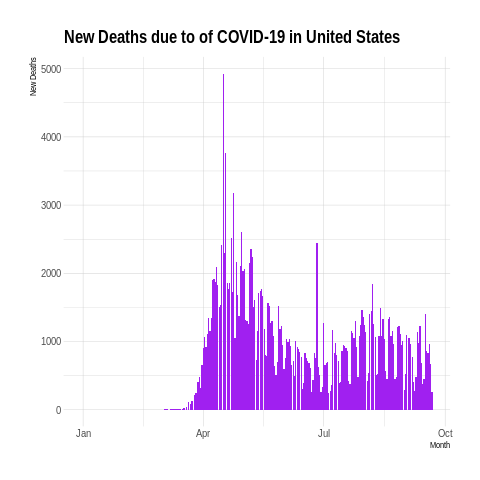 New Deaths due to of COVID-19 in United States
New Deaths
5000
4000
3000
2000
1000
0
Jan Apr Jul Oct
Month